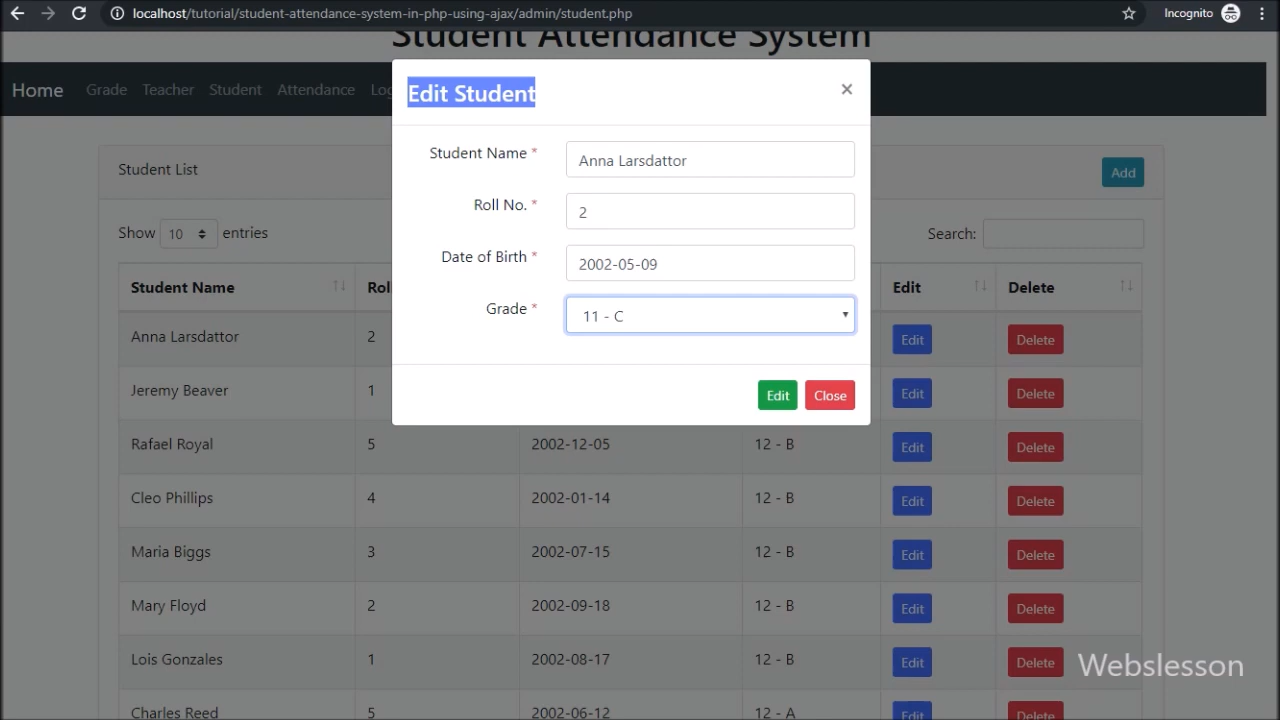 localhost/tutorial/student-attendance-system-in-php-using-ajax/admin/student.php Incognito
Student Attendance System
Home Grade Teacher Student Attendance Log
Edit Student ×
Student Name * Anna Larsdattor
Roll No. * 2
Date of Birth * 2002-05-09
Grade * 11 - C
Edit Close
Student List Add
Show 10 entries Search:
Student Name Rol Edit Delete
Anna Larsdattor 2 Edit Delete
Jeremy Beaver 1 Edit Delete
Rafael Royal 5 2002-12-05 12 - B Edit Delete
Cleo Phillips 4 2002-01-14 12 - B Edit Delete
Maria Biggs 3 2002-07-15 12 - B Edit Delete
Mary Floyd 2 2002-09-18 12 - B Edit Delete
Lois Gonzales 1 2002-08-17 12 - B Edit Delete
Charles Reed 5 2002-06-12 12 - A Edit Delete
Webslesson